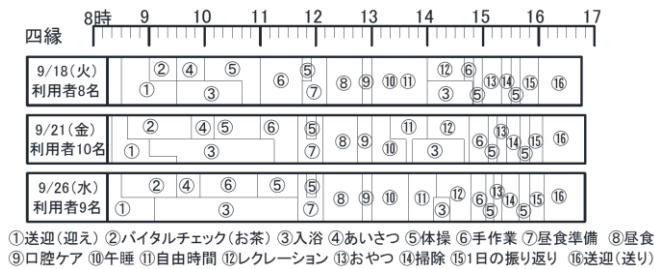 8時 9 10 11 12 13 14 15 16 17
四縁
9/18(火)
利用者8名
② ④ ⑤ ① ③ ⑥ ⑤ ⑦ ⑧ ⑨ ⑩ ⑪ ⑫ ④ ③ ⑤ ⑬ ⑭ ⑤ ⑮ ⑯
9/21(金)
利用者10名
② ④ ⑤ ⑥ ① ③ ⑤ ⑦ ⑧ ⑨ ⑩ ⑪ ⑫ ③ ⑥ ⑤ ⑬ ⑭ ⑤ ⑮ ⑯
9/26(水)
利用者9名
② ④ ⑥ ⑤ ① ③ ⑤ ⑦ ⑧ ⑨ ⑩ ⑪ ③ ⑫ ⑥ ⑤ ⑬ ⑭ ⑤ ⑮ ⑯
①送迎(迎え) ②バイタルチェック(お茶) ③入浴 ④あいさつ ⑤体操 ⑥手作業 ⑦昼食準備 ⑧昼食
⑨口腔ケア ⑩午睡 ⑪自由時間 ⑫レクレーション ⑬おやつ ⑭掃除 ⑮1日の振り返り ⑯送迎(送り)